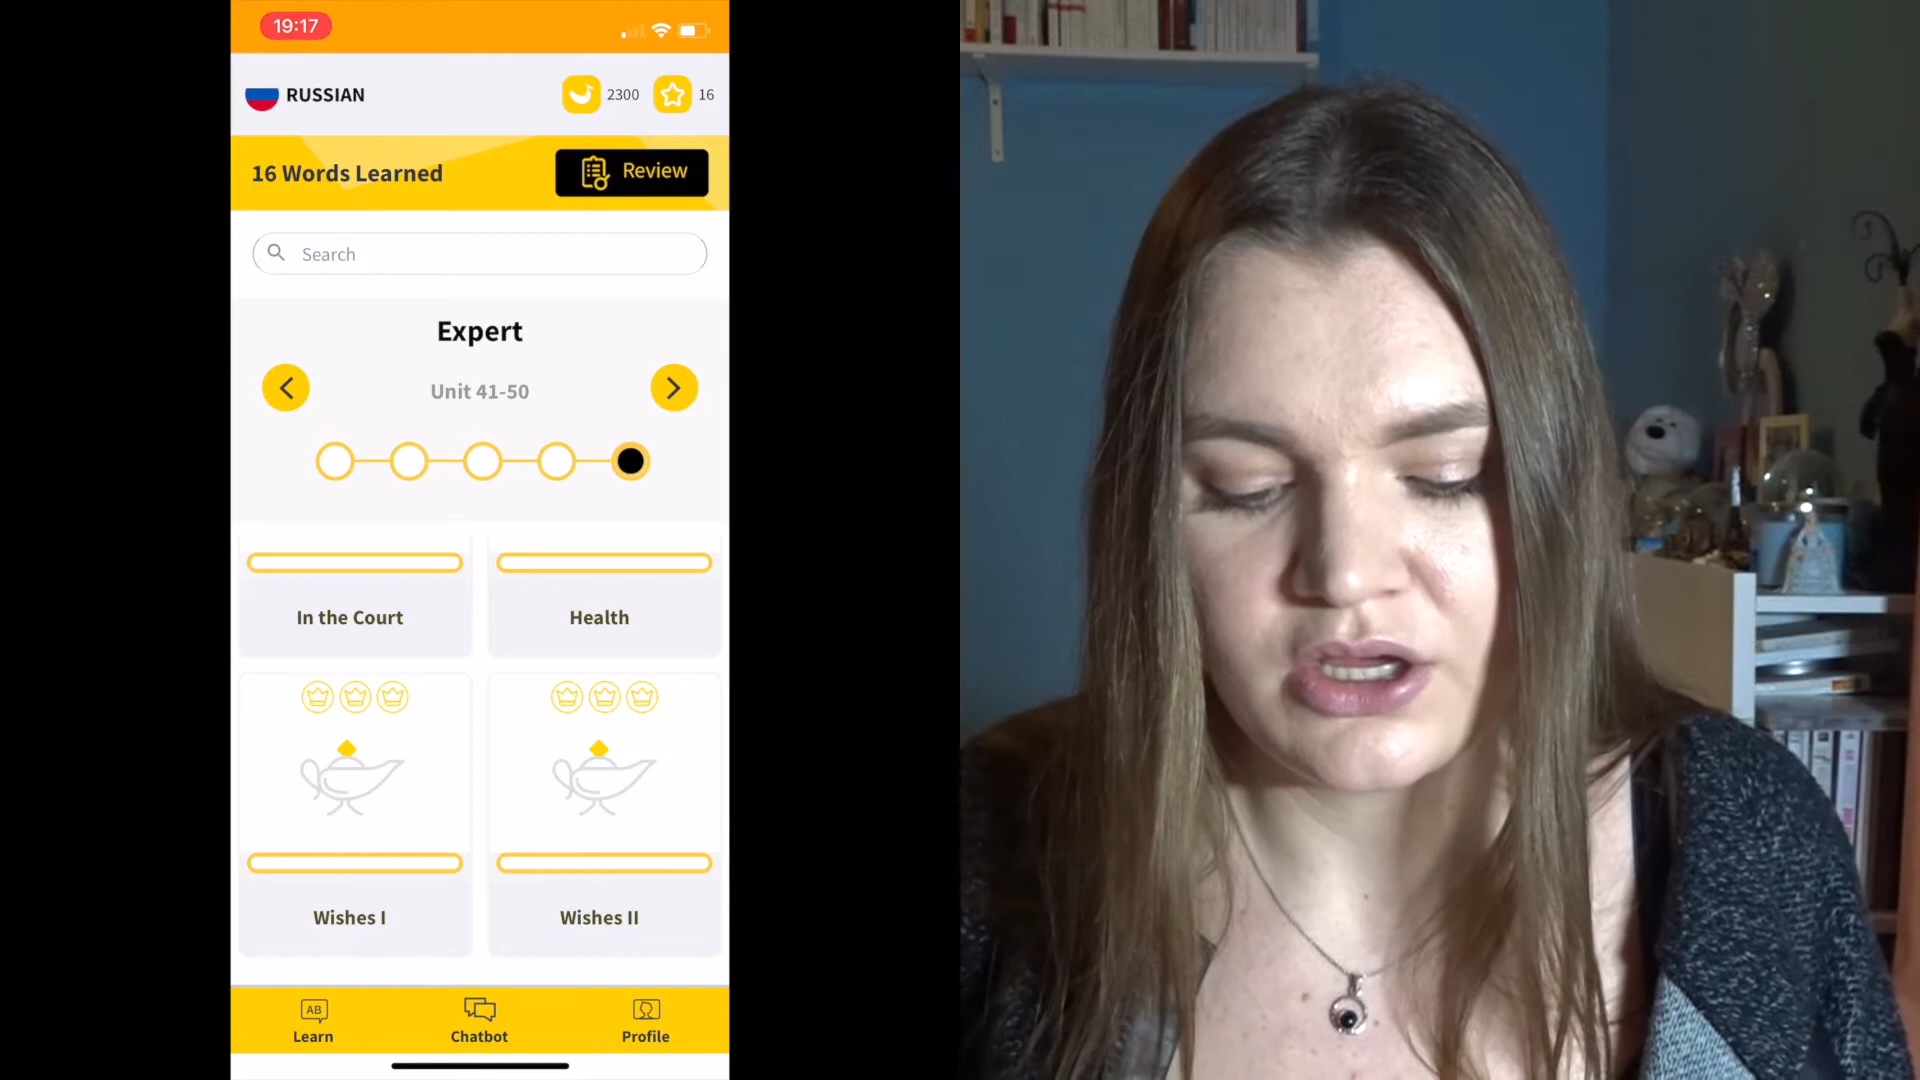 19:17
RUSSIAN
2300
16
16 Words Learned
Review
Search
Expert
Unit 41-50
In the Court
Health
Wishes I
Wishes II
AB
Learn
Chatbot
Profile